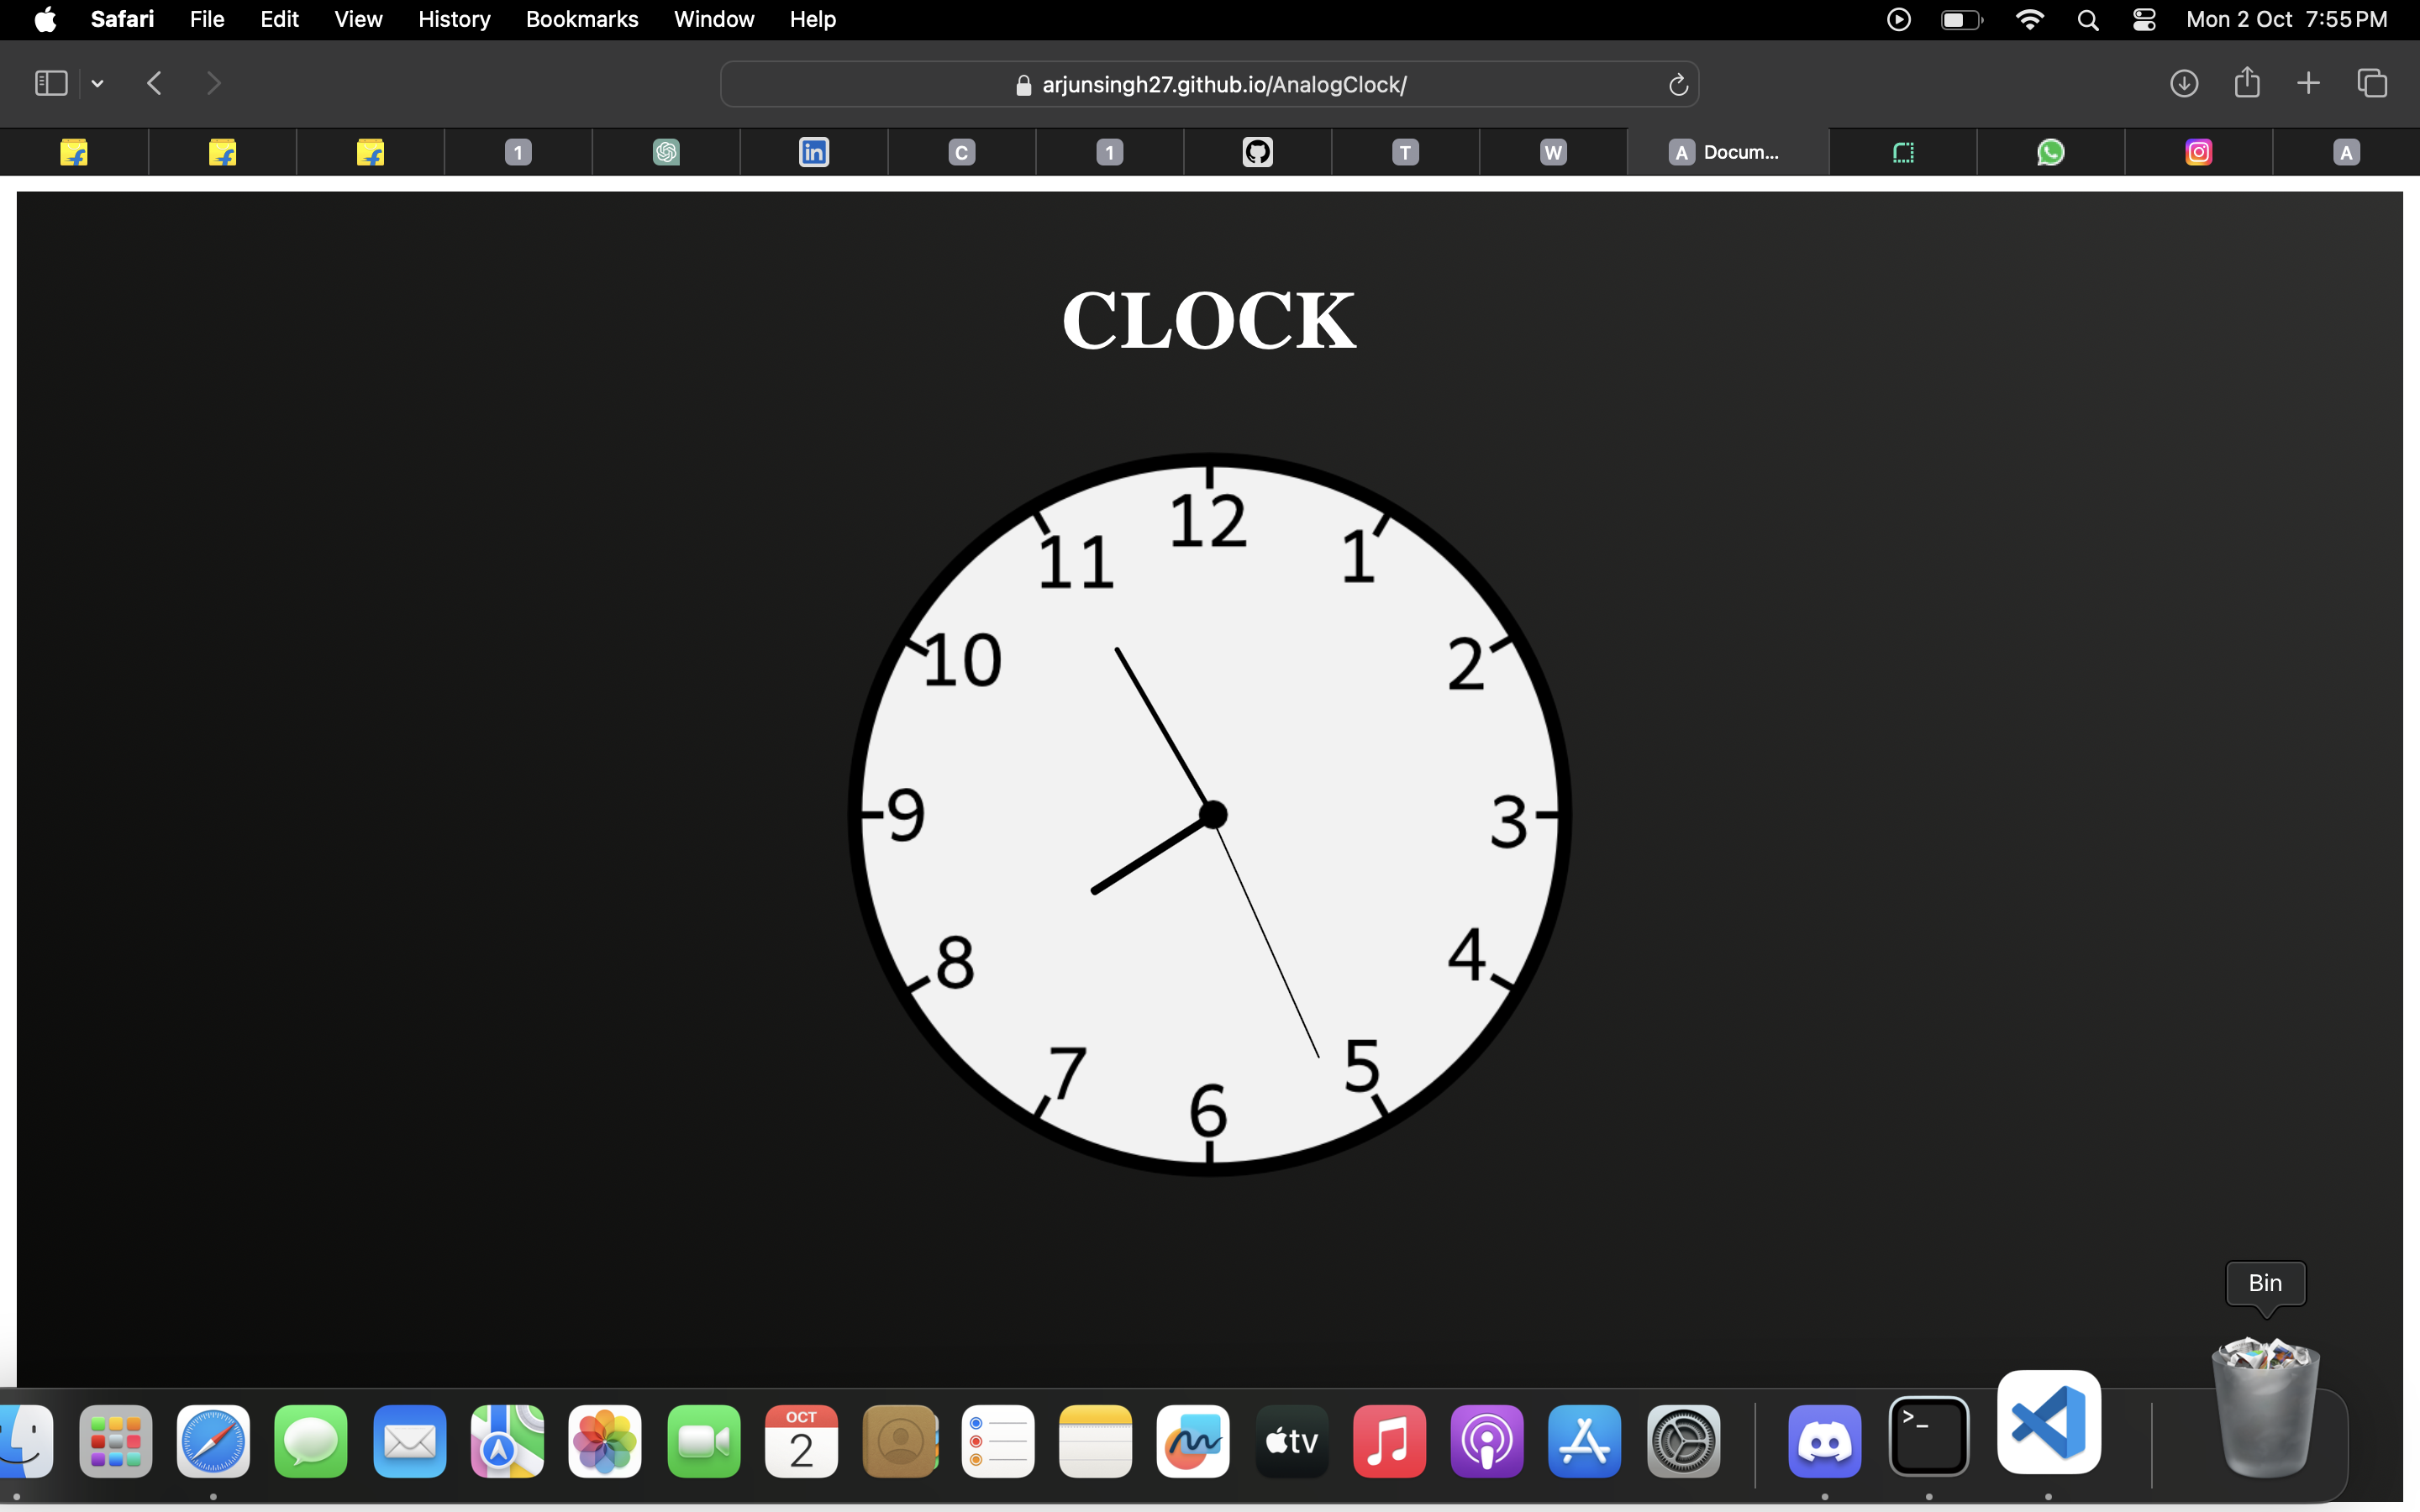 Safari File Edit View History Bookmarks Window Help Mon 2 Oct 7:55 PM
arjunsingh27.github.io/AnalogClock/
1 in C 1 T W A Docum... A
CLOCK
12
11 1
10 2
9 3
8 4
7 5
6
Bin
OCT
2
tv
>_